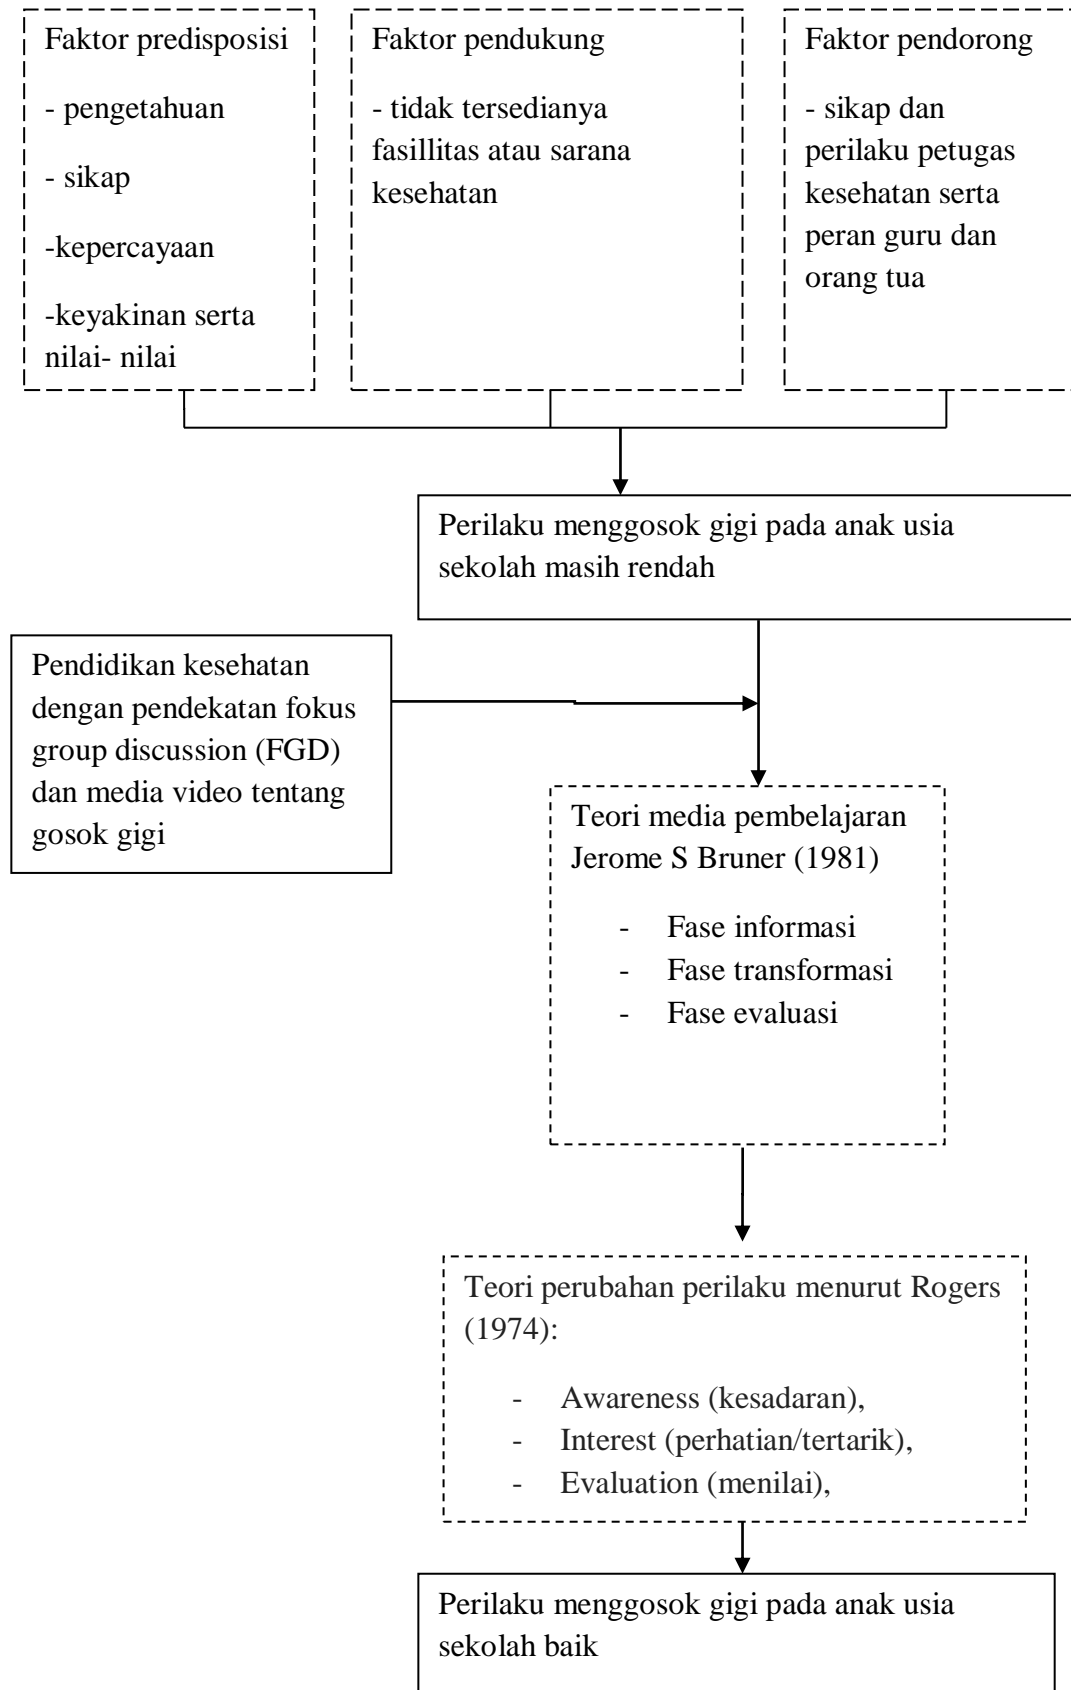 Faktor predisposisi
- pengetahuan
- sikap
-kepercayaan
-keyakinan serta
nilai- nilai
Faktor pendukung
- tidak tersedianya
fasillitas atau sarana
kesehatan
Faktor pendorong
- sikap dan
perilaku petugas
kesehatan serta
peran guru dan
orang tua
Perilaku menggosok gigi pada anak usia
sekolah masih rendah
Pendidikan kesehatan
dengan pendekatan fokus
group discussion (FGD)
dan media video tentang
gosok gigi
Teori media pembelajaran
Jerome S Bruner (1981)
- Fase informasi
- Fase transformasi
- Fase evaluasi
Teori perubahan perilaku menurut Rogers
(1974):
- Awareness (kesadaran),
- Interest (perhatian/tertarik),
- Evaluation (menilai),
Perilaku menggosok gigi pada anak usia
sekolah baik